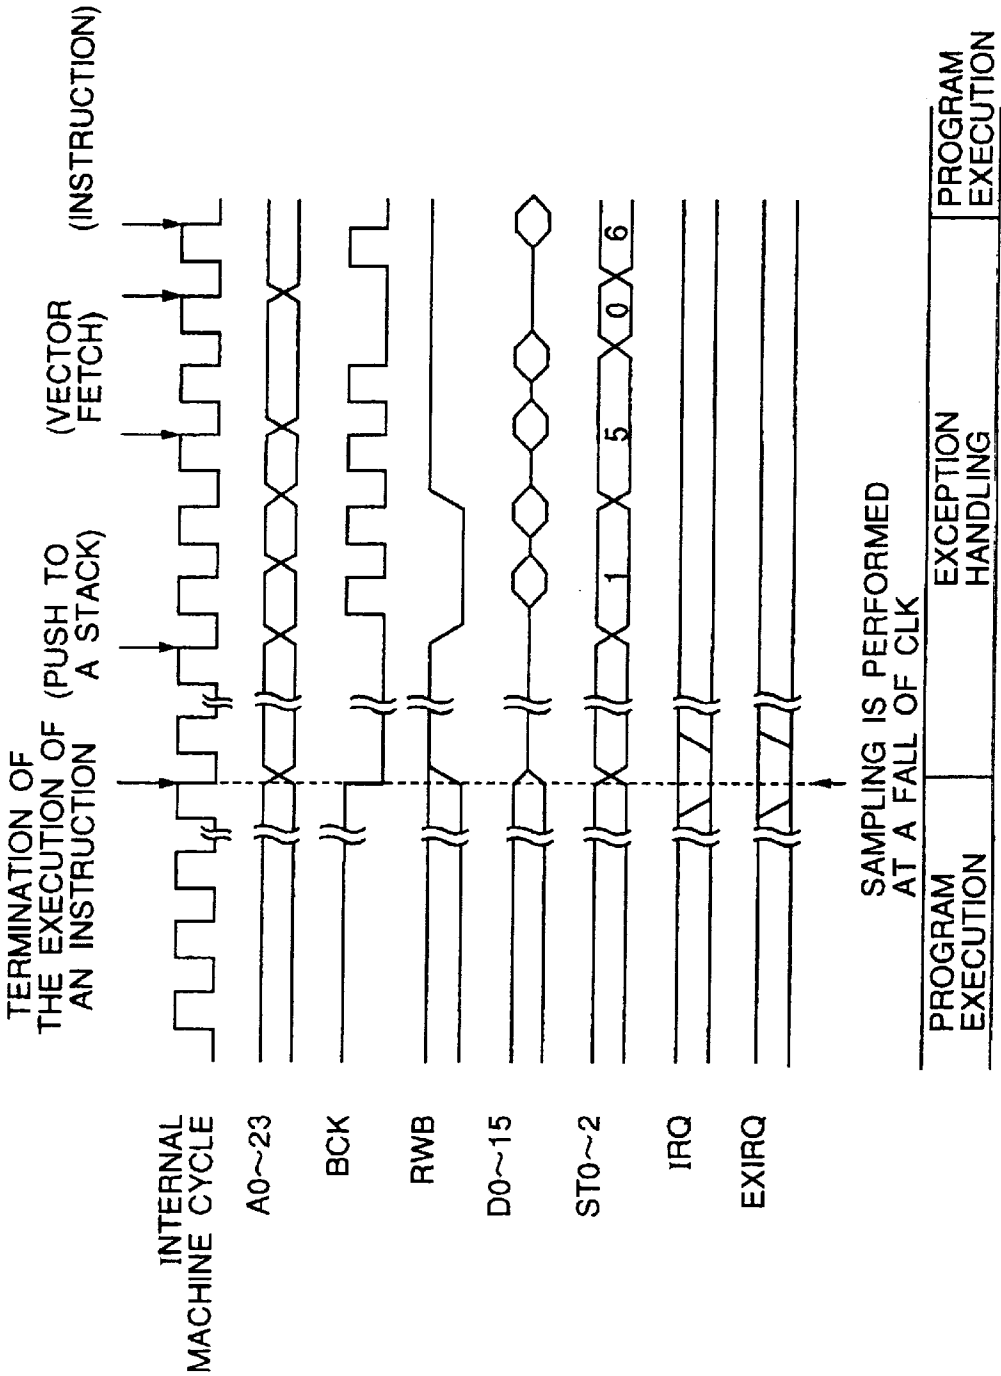 TERMINATION OF
THE EXECUTION OF
AN INSTRUCTION
(PUSH TO
A STACK)
(VECTOR
FETCH)
(INSTRUCTION)
INTERNAL
MACHINE CYCLE
A0~23
BCK
RWB
D0~15
ST0~2
1
5
0
6
IRQ
EXIRQ
SAMPLING IS PERFORMED
AT A FALL OF CLK
PROGRAM
EXECUTION
EXCEPTION
HANDLING
PROGRAM
EXECUTION